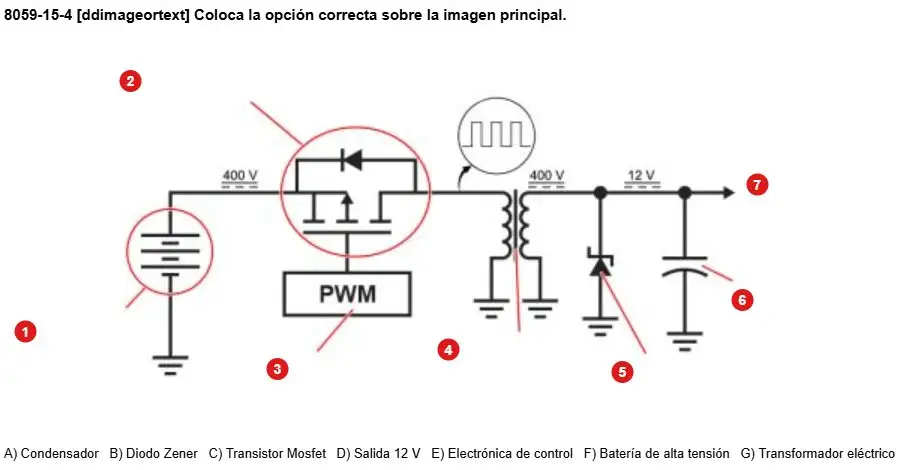 8059-15-4 [ddimageortext] Coloca la opción correcta sobre la imagen principal.
2
400 V
400 V
12 V
7
PWM
6
1
4
3
5
A) Condensador B) Diodo Zener C) Transistor Mosfet D) Salida 12 V E) Electrónica de control F) Batería de alta tensión G) Transformador eléctrico